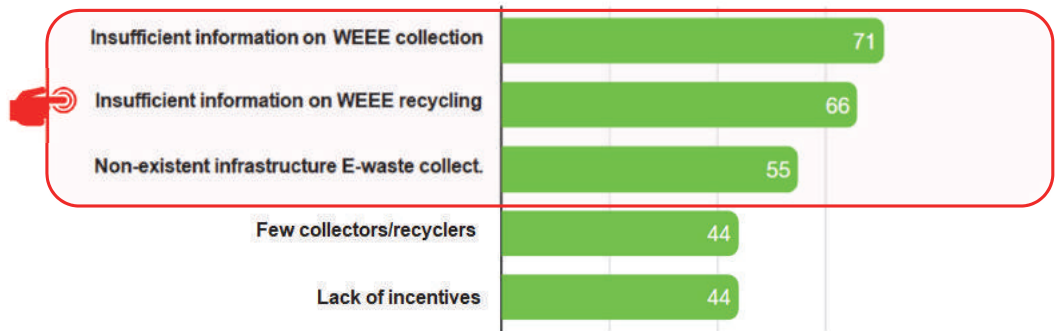 Insufficient information on WEEE collection 71
Insufficient information on WEEE recycling 66
Non-existent infrastructure E-waste collect. 55
Few collectors/recyclers 44
Lack of incentives 44